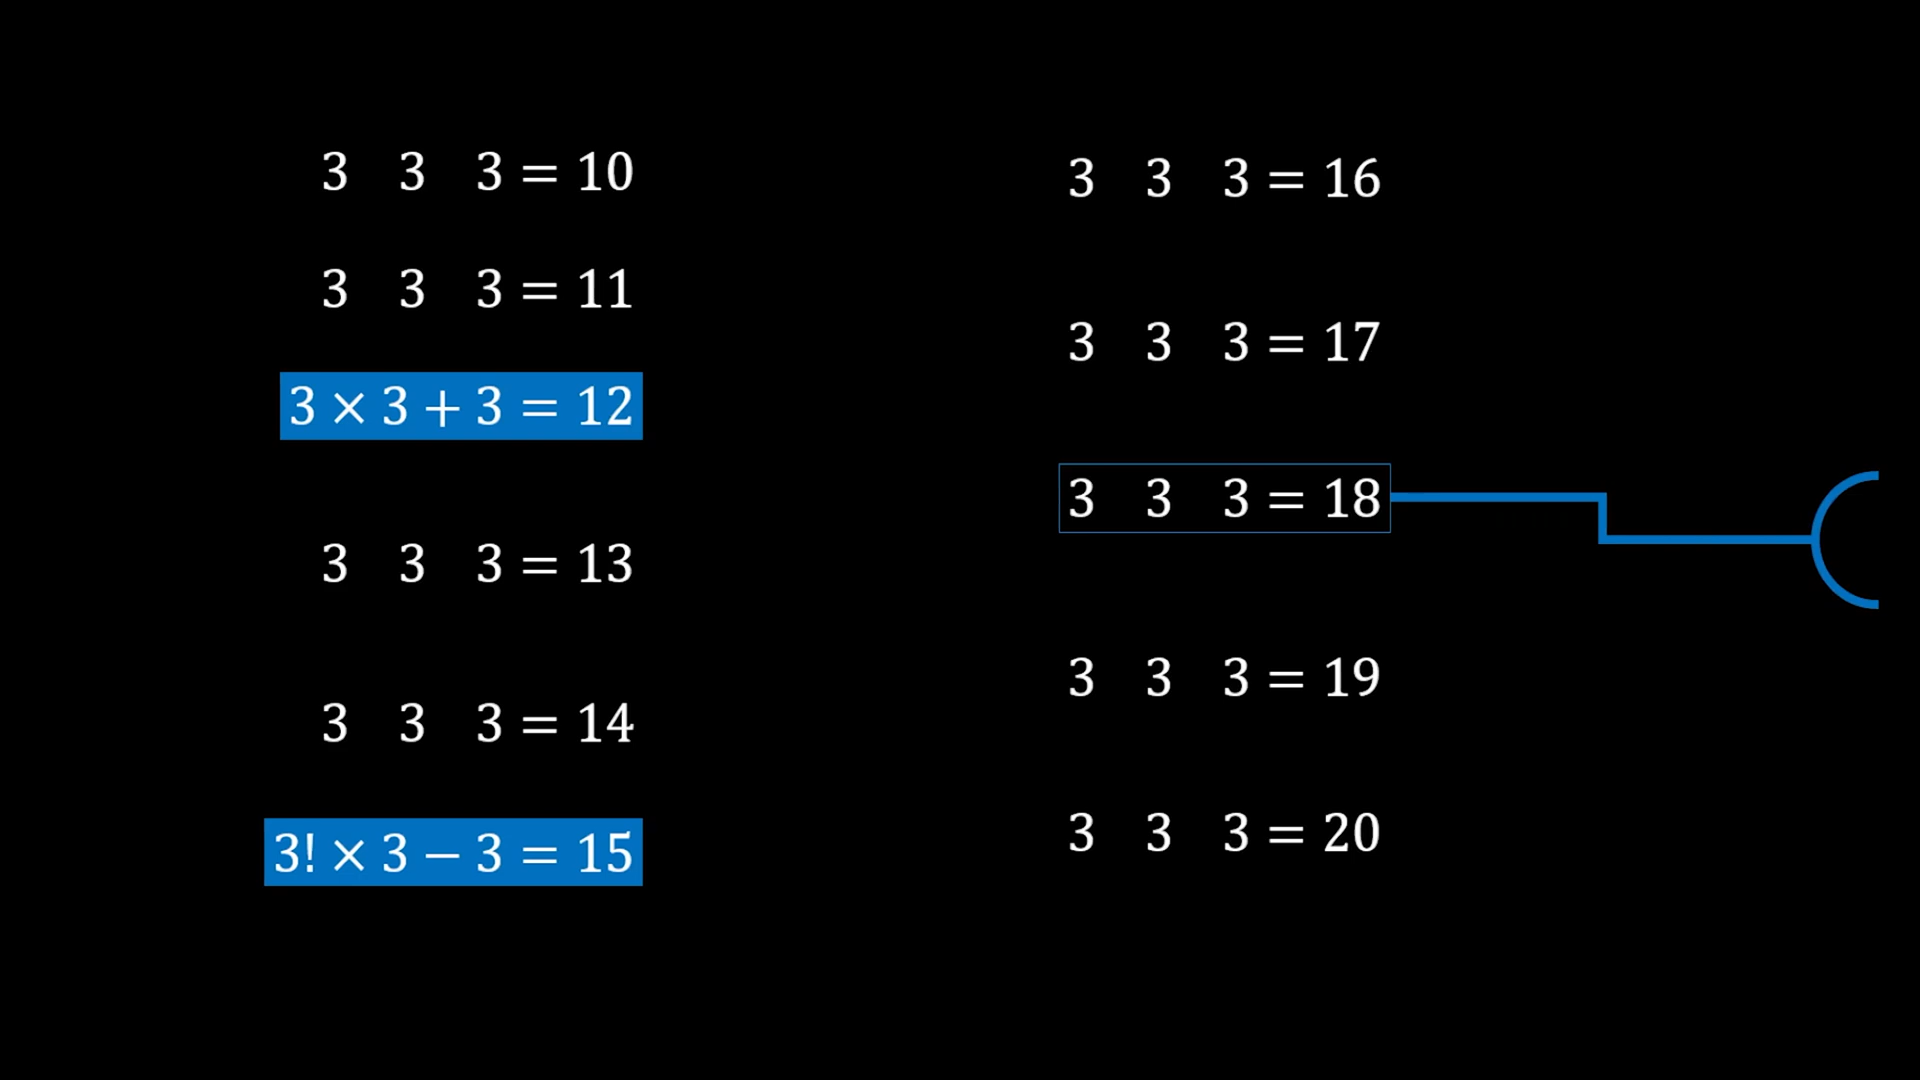 3 3 3 = 10
3 3 3 = 11
3 × 3 + 3 = 12
3 3 3 = 13
3 3 3 = 14
3! × 3 − 3 = 15
3 3 3 = 16
3 3 3 = 17
3 3 3 = 18
3 3 3 = 19
3 3 3 = 20